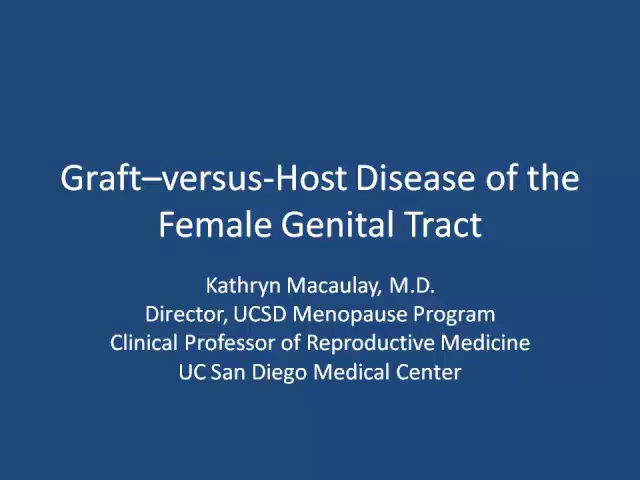 Graft–versus-Host Disease of the
Female Genital Tract
Kathryn Macaulay, M.D.
Director, UCSD Menopause Program
Clinical Professor of Reproductive Medicine
UC San Diego Medical Center